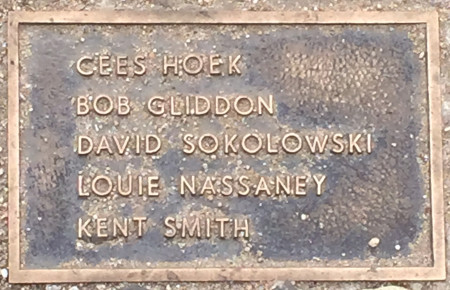 CEES HOEK
BOB GLIDDON
DAVID SOKOLOWSKI
LOUIE NASSANEY
KENT SMITH